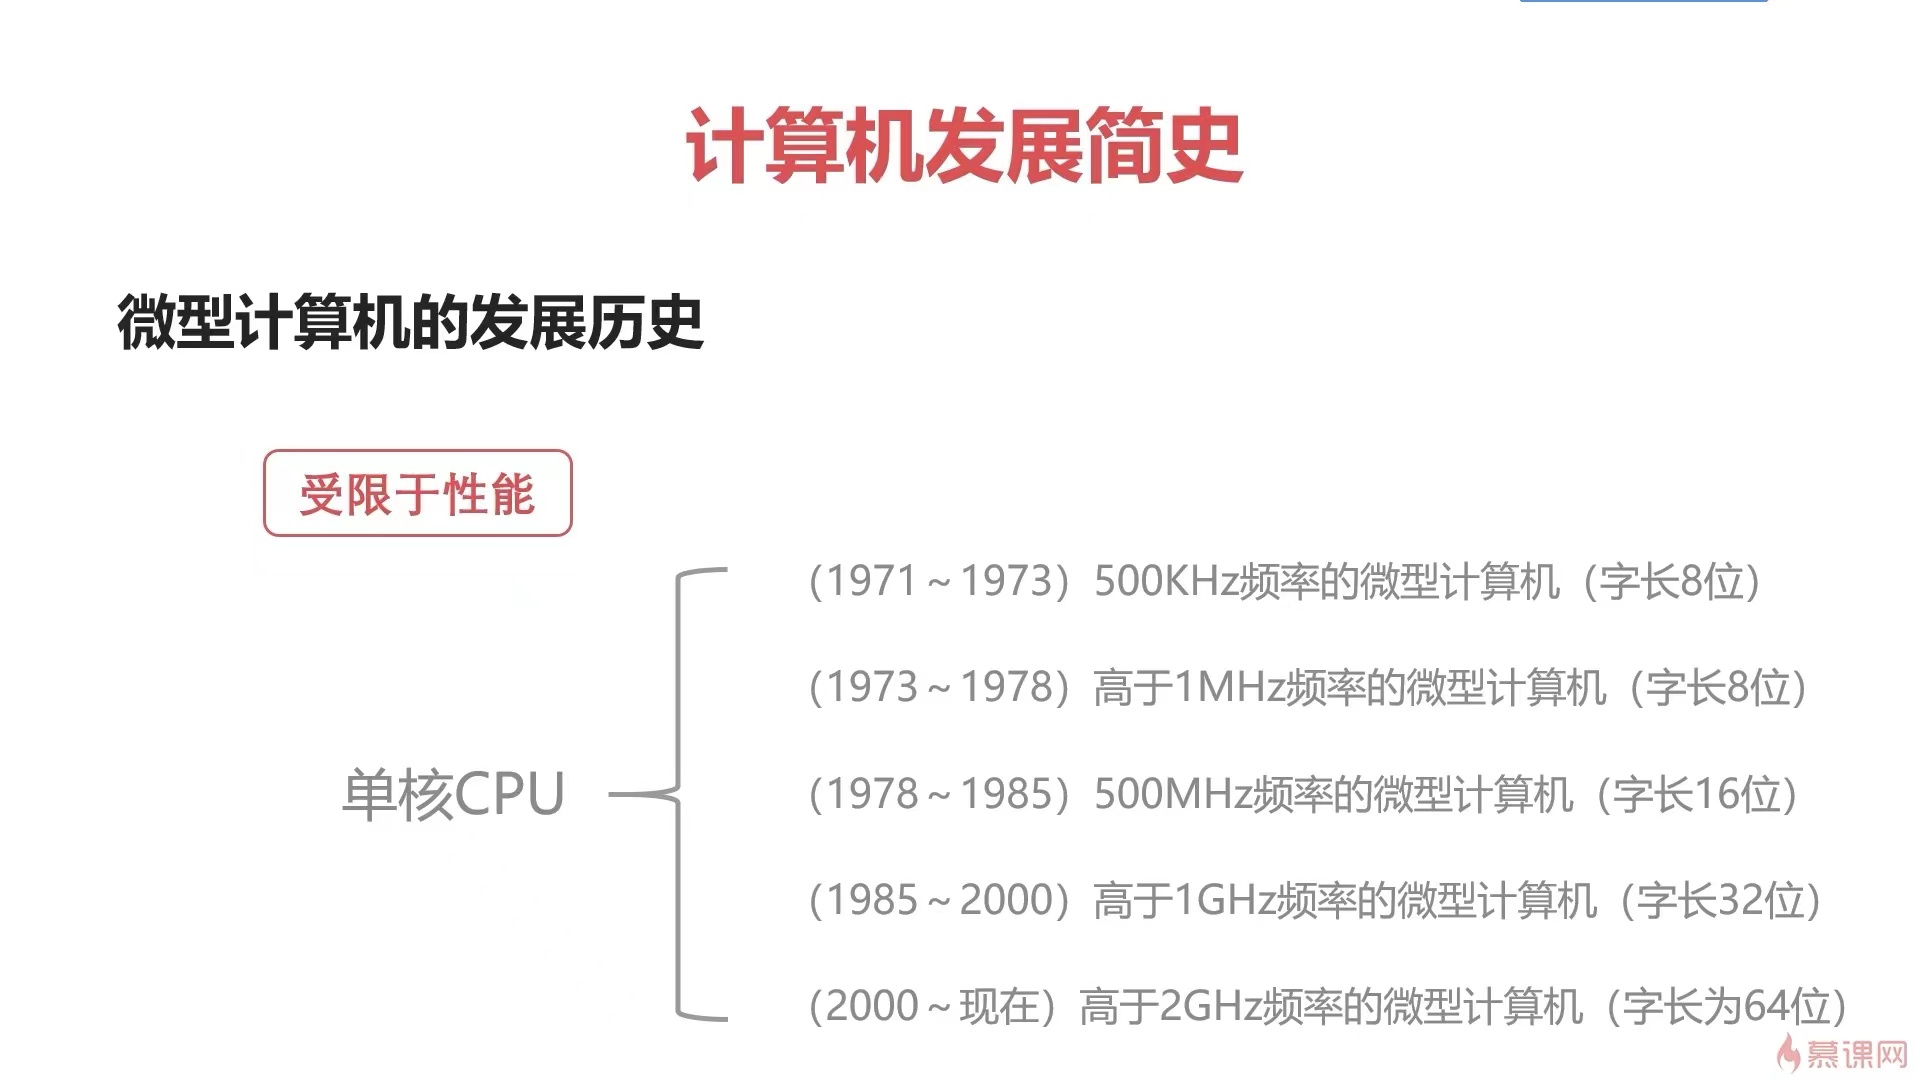 计算机发展简史
微型计算机的发展历史
受限于性能
单核CPU
（1971～1973）500KHz频率的微型计算机（字长8位）
（1973～1978）高于1MHz频率的微型计算机（字长8位）
（1978～1985）500MHz频率的微型计算机（字长16位）
（1985～2000）高于1GHz频率的微型计算机（字长32位）
（2000～现在）高于2GHz频率的微型计算机（字长为64位）
慕课网